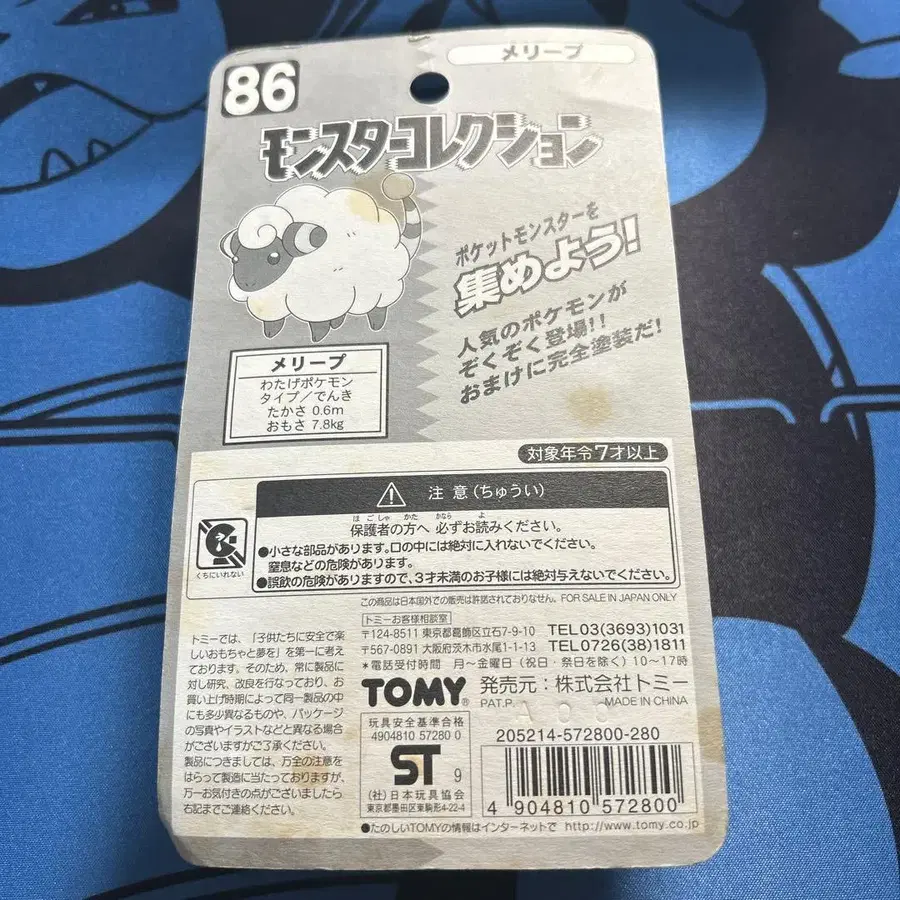 86
メリープ
モンスターコレクション
ポケットモンスターを
集めよう!
人気のポケモンが
ぞくぞく登場!!
おまけに完全塗装だ!
メリープ
わたげポケモン
タイプ/でんき
たかさ 0.6m
おもさ 7.8kg
対象年令7才以上
注意(ちゅうい)
ほごしゃ かた かなら よ
保護者の方へ 必ずお読みください。
●小さな部品があります。口の中には絶対に入れないでください。
窒息などの危険があります。
●誤飲の危険がありますので、3才未満のお子様には絶対与えないでください。
くちにいれない
この商品は日本国外での販売は許諾されておりません。 FOR SALE IN JAPAN ONLY
トミーお客様相談室
〒124-8511 東京都葛飾区立石7-9-10 TEL03(3693)1031
〒567-0891 大阪府茨木市水尾1-1-13 TEL0726(38)1811
*電話受付時間 月〜金曜日(祝日・祭日を除く)10〜17時
トミーでは、「子供たちに安全で楽
しいおもちゃと夢を」を第一に考え
ております。そのため、常に製品に
対し研究、改良を行なっており、お
買い上げ時期によって同一製品の中
にも多少異なるものや、パッケージ
の写真やイラストなどと異なる場合
がございますがご了承ください。
製品につきましては、万全の注意を
はらって製造に当たっておりますが、
万一お気付きの点がございましたら
右記までご連絡ください。
TOMY® 発売元:株式会社トミー
PAT.P. MADE IN CHINA
玩具安全基準合格
4904810 57280 0
ST 9
(社)日本玩具協会
東京都墨田区東駒形4-22-4
205214-572800-280
4 904810 572800
●たのしいTOMYの情報はインターネットで http://www.tomy.co.jp